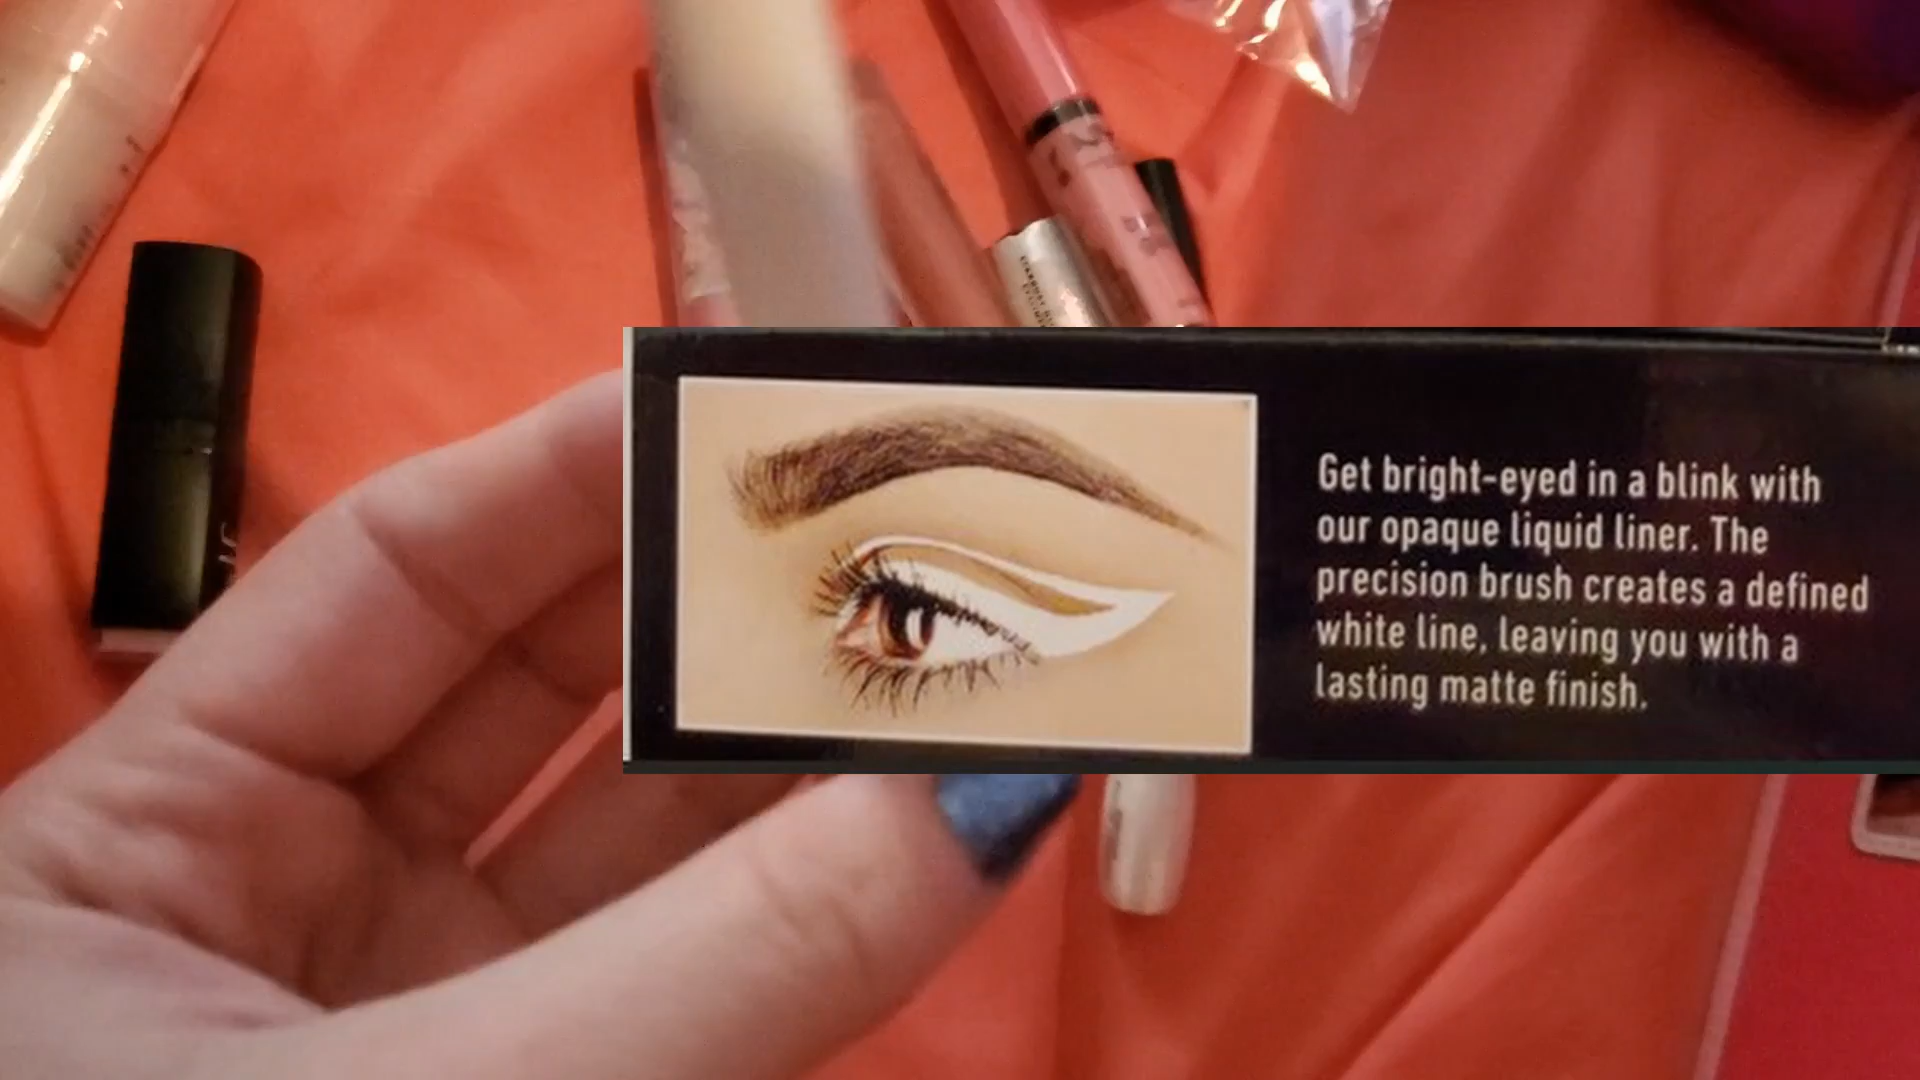 Get bright-eyed in a blink with
our opaque liquid liner. The
precision brush creates a defined
white line, leaving you with a
lasting matte finish.